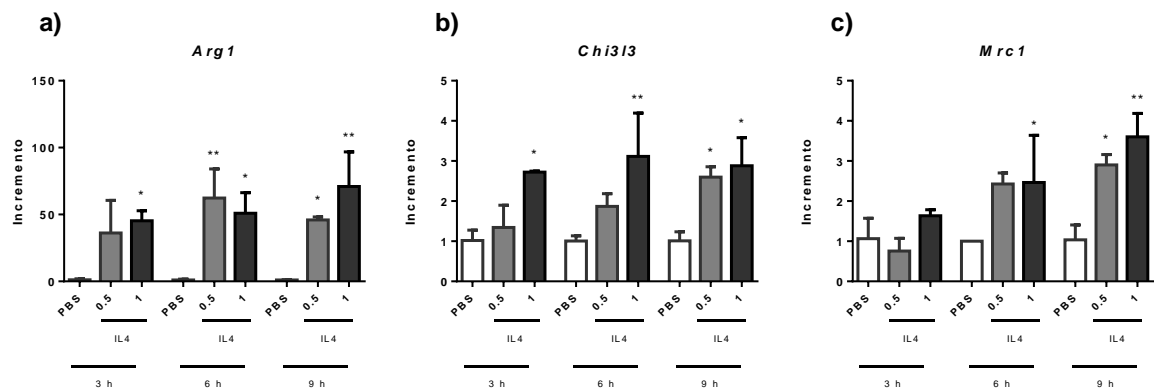 a)
Arg1
Incremento
150
100
50
0
* ** * * **
PBS 0.5 1 PBS 0.5 1 PBS 0.5 1
IL4 IL4 IL4
3 h 6 h 9 h
b)
Chi3l3
Incremento
5
4
3
2
1
0
* ** * *
PBS 0.5 1 PBS 0.5 1 PBS 0.5 1
IL4 IL4 IL4
3 h 6 h 9 h
c)
Mrc1
Incremento
5
4
3
2
1
0
* * **
PBS 0.5 1 PBS 0.5 1 PBS 0.5 1
IL4 IL4 IL4
3 h 6 h 9 h